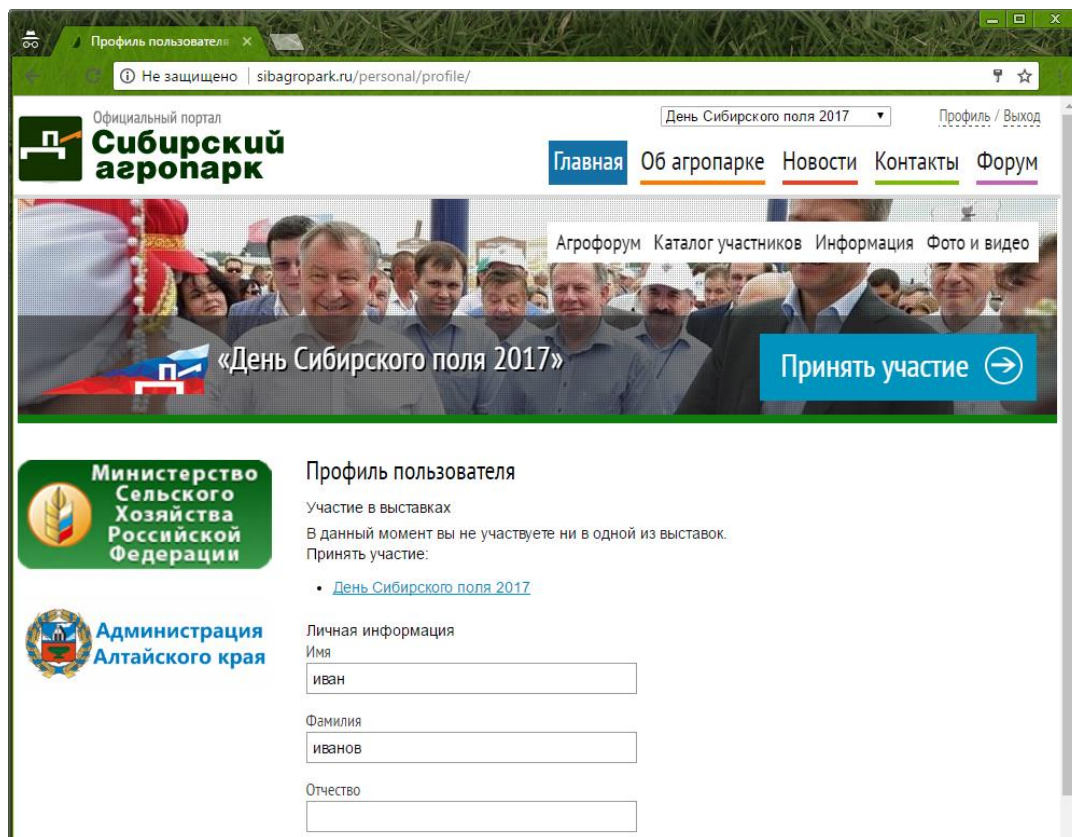 Профиль пользователя
Не защищено sibagropark.ru/personal/profile/
Официальный портал
Сибирский
агропарк
День Сибирского поля 2017
Профиль / Выход
Главная Об агропарке Новости Контакты Форум
Агрофорум Каталог участников Информация Фото и видео
«День Сибирского поля 2017»
Принять участие
Министерство
Сельского
Хозяйства
Российской
Федерации
Администрация
Алтайского края
Профиль пользователя
Участие в выставках
В данный момент вы не участвуете ни в одной из выставок.
Принять участие:
День Сибирского поля 2017
Личная информация
Имя
иван
Фамилия
иванов
Отчество